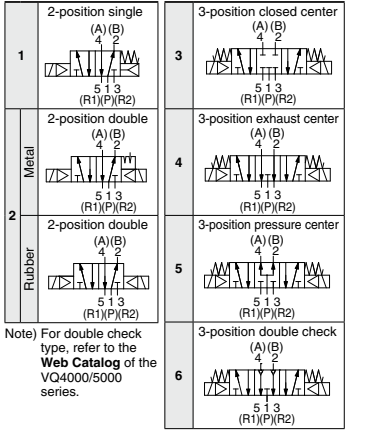 1
2-position single
(A) (B)
4 2
5 1 3
(R1)(P)(R2)
2
Metal
2-position double
(A) (B)
4 2
5 1 3
(R1)(P)(R2)
Rubber
2-position double
(A) (B)
4 2
5 1 3
(R1)(P)(R2)
Note) For double check
type, refer to the
Web Catalog of the
VQ4000/5000
series.
3
3-position closed center
(A) (B)
4 2
5 1 3
(R1)(P)(R2)
4
3-position exhaust center
(A) (B)
4 2
5 1 3
(R1)(P)(R2)
5
3-position pressure center
(A) (B)
4 2
5 1 3
(R1)(P)(R2)
6
3-position double check
(A) (B)
4 2
5 1 3
(R1)(P)(R2)